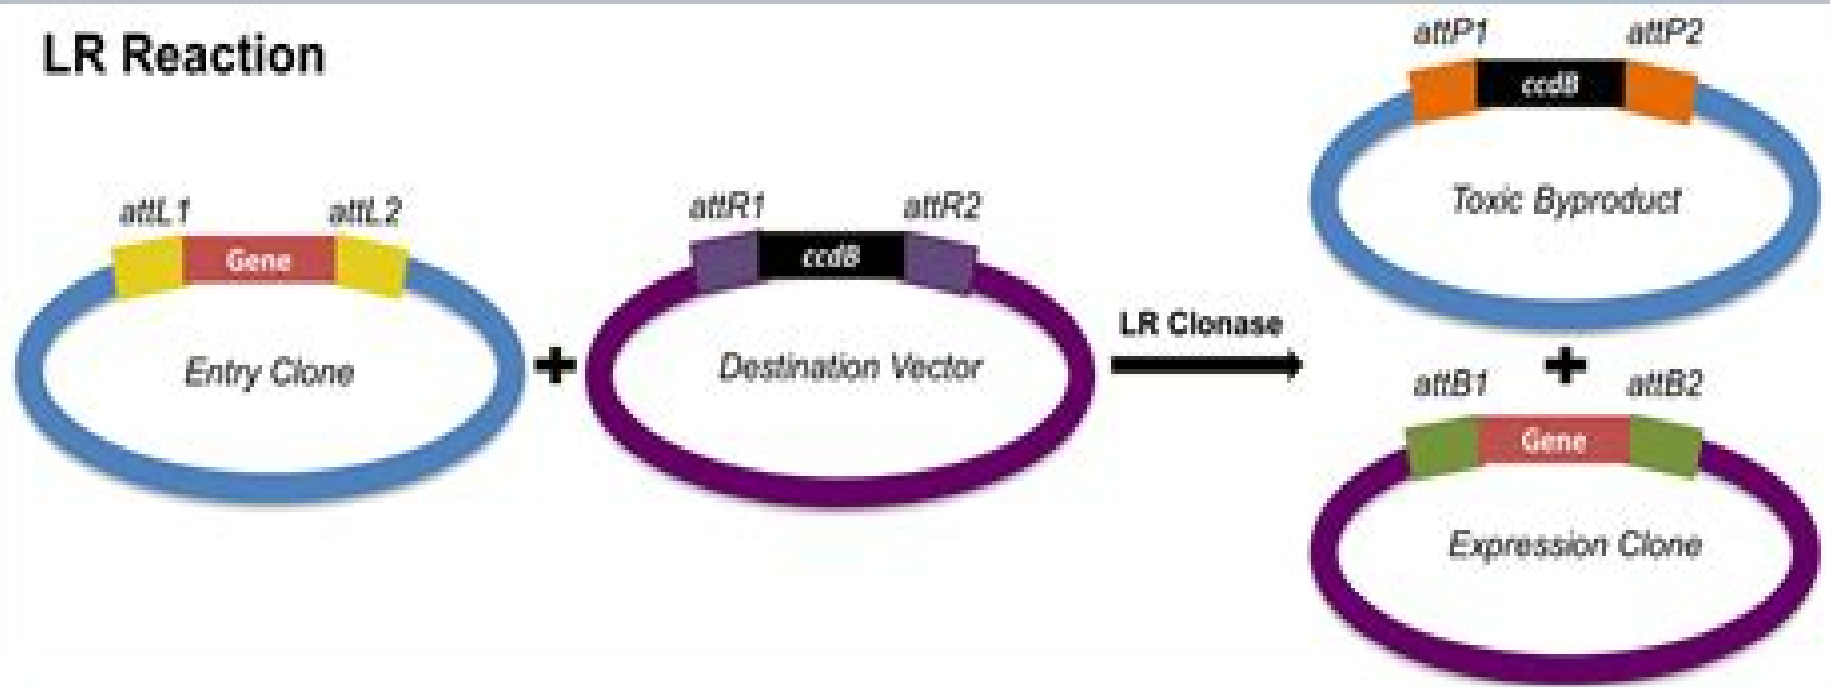 LR Reaction
attL1 attL2
Gene
Entry Clone
+
attR1 attR2
ccdB
Destination Vector
LR Clonase
attP1 attP2
ccdB
Toxic Byproduct
+
attB1 attB2
Gene
Expression Clone